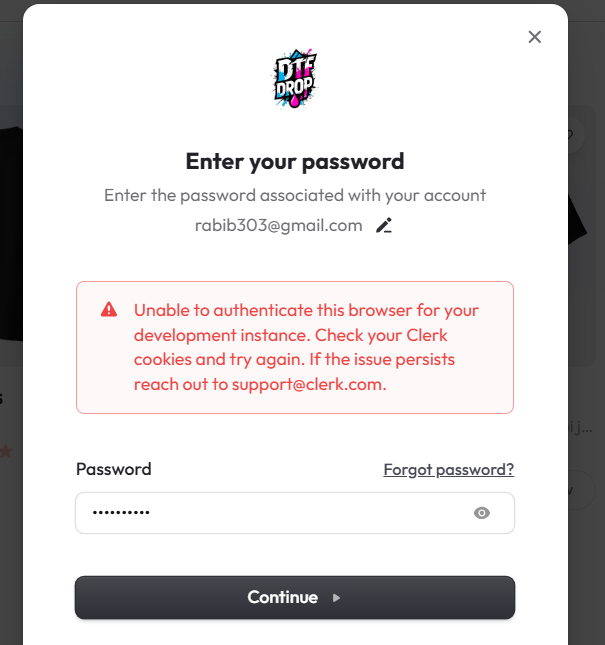 DTF
DROP
Enter your password
Enter the password associated with your account
rabib303@gmail.com
Unable to authenticate this browser for your
development instance. Check your Clerk
cookies and try again. If the issue persists
reach out to support@clerk.com.
Password
Forgot password?
••••••••••
Continue